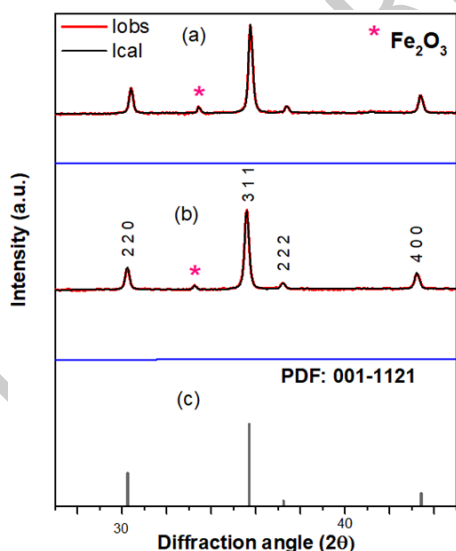 Iobs
Ical
(a)
* Fe₂O₃
*
Intensity (a.u.)
(b)
2 2 0
*
3 1 1
2 2 2
4 0 0
PDF: 001-1121
(c)
30
40
Diffraction angle (2θ)